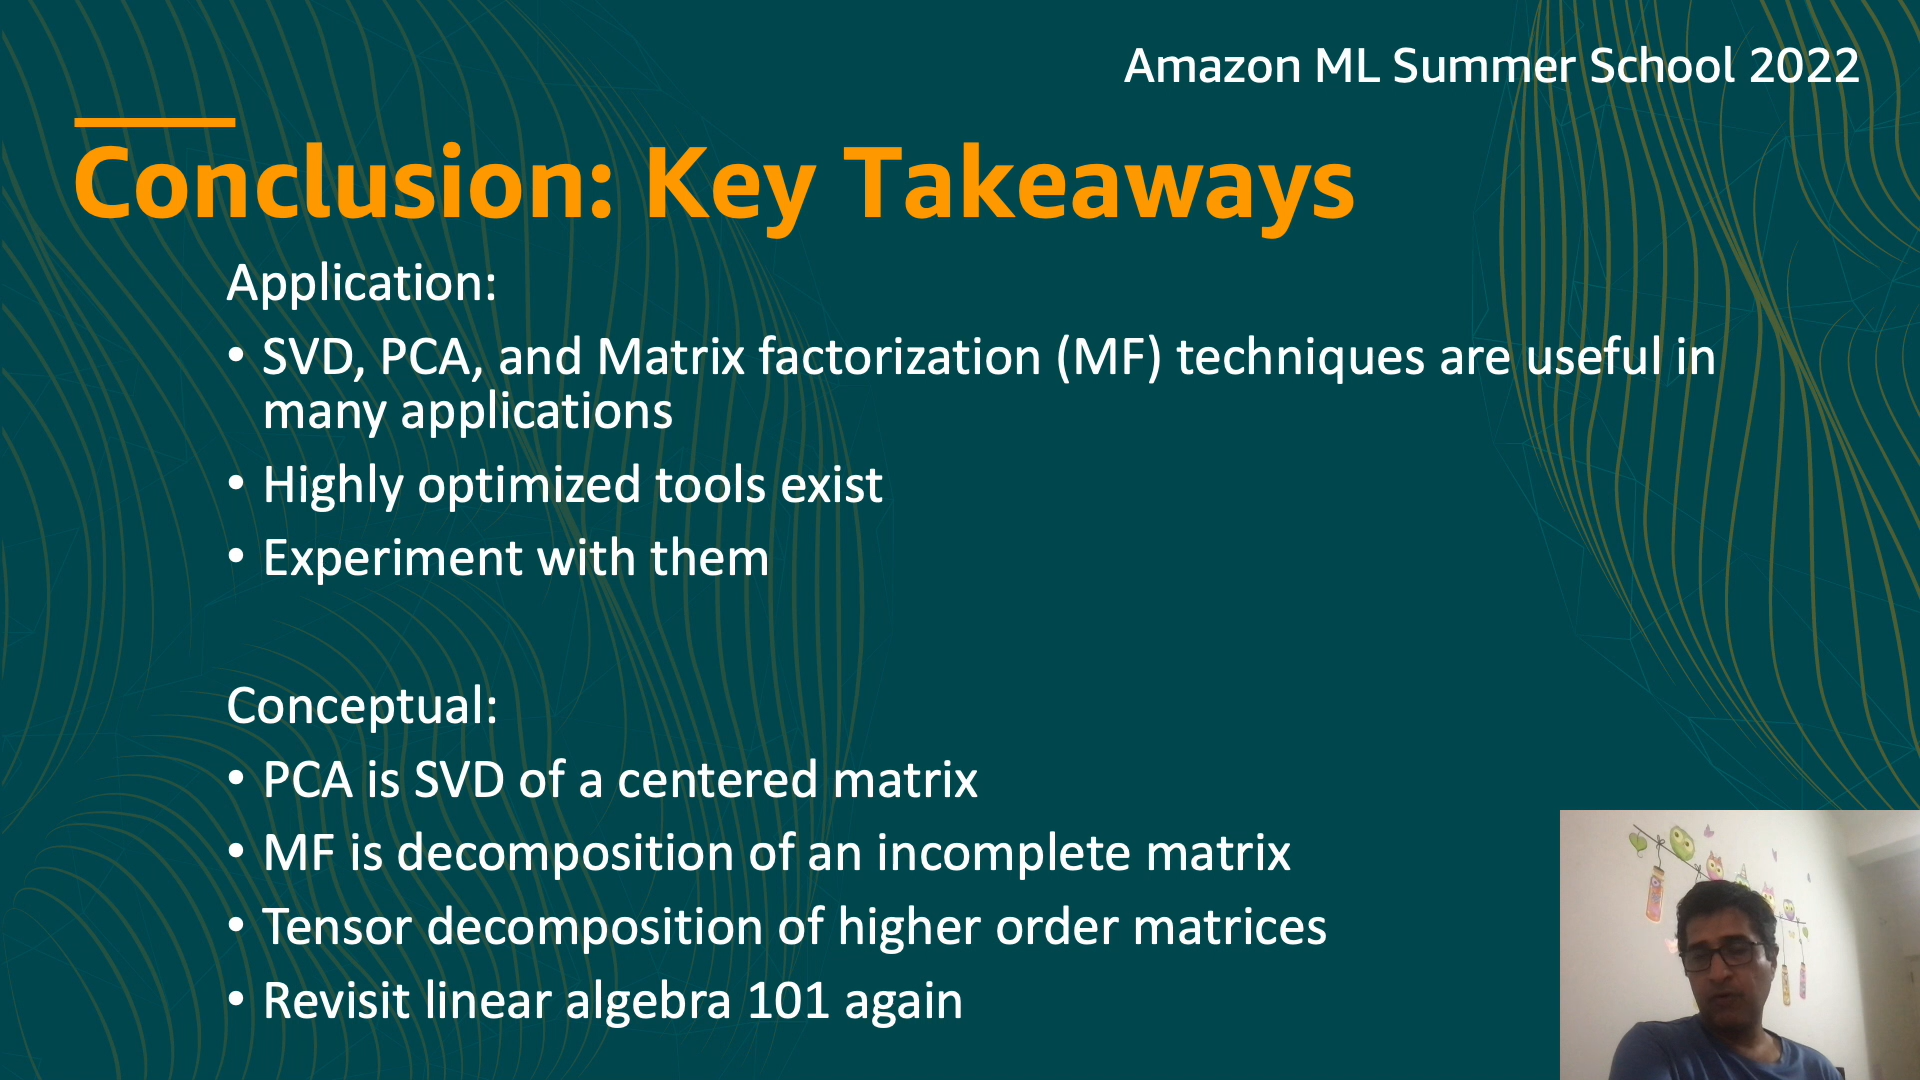 Amazon ML Summer School 2022
Conclusion: Key Takeaways
Application:
• SVD, PCA, and Matrix factorization (MF) techniques are useful in
many applications
• Highly optimized tools exist
• Experiment with them
Conceptual:
• PCA is SVD of a centered matrix
• MF is decomposition of an incomplete matrix
• Tensor decomposition of higher order matrices
• Revisit linear algebra 101 again